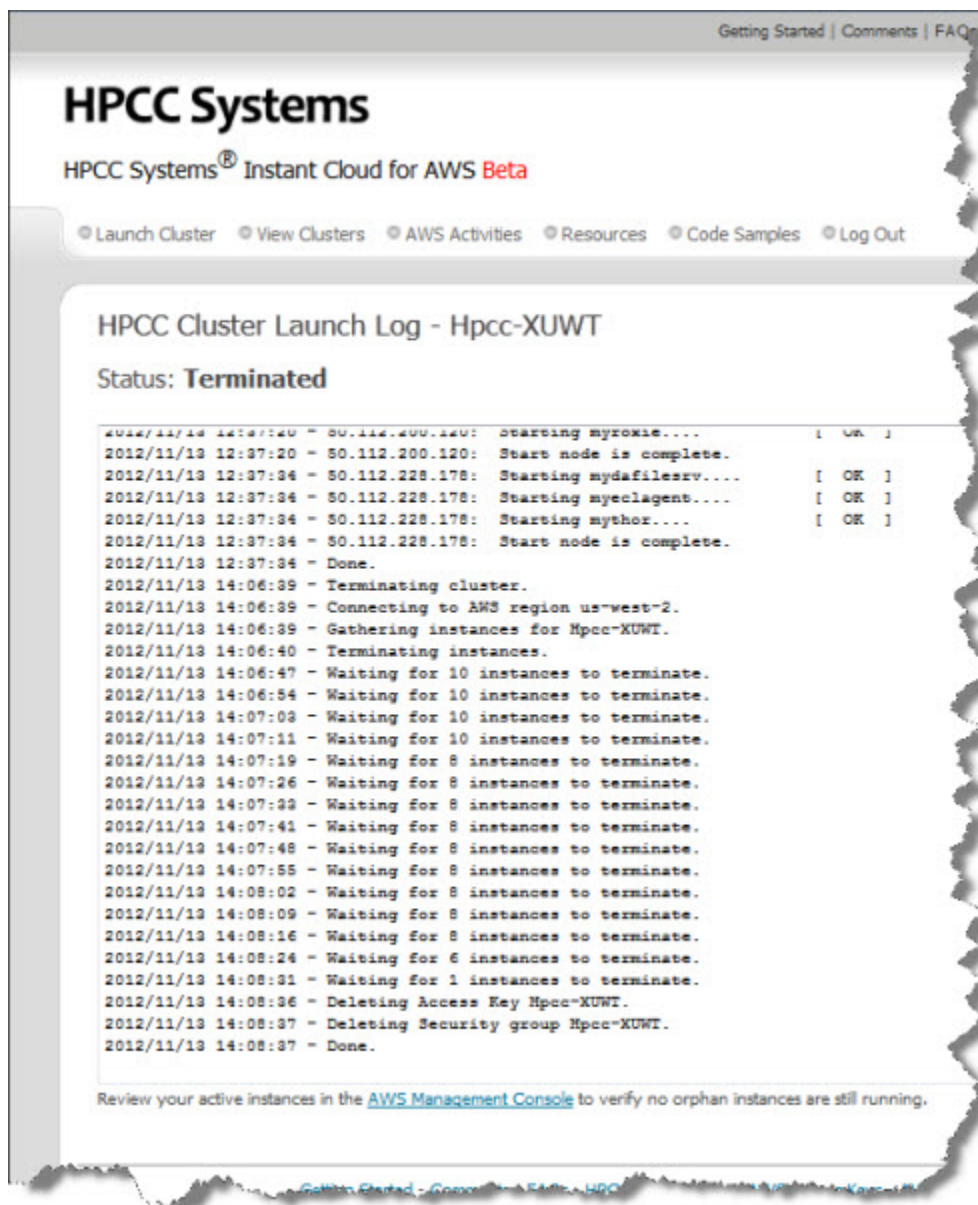 Getting Started | Comments | FAQs
HPCC Systems
HPCC Systems® Instant Cloud for AWS Beta
Launch Cluster View Clusters AWS Activities Resources Code Samples Log Out
HPCC Cluster Launch Log - Hpcc-XUWT
Status: Terminated
2012/11/13 12:37:20 - 50.112.200.120: Starting myroxie.... [ OK ]
2012/11/13 12:37:20 - 50.112.200.120: Start node is complete.
2012/11/13 12:37:34 - 50.112.228.178: Starting mydafilesrv.... [ OK ]
2012/11/13 12:37:34 - 50.112.228.178: Starting myeclagent.... [ OK ]
2012/11/13 12:37:34 - 50.112.228.178: Starting mythor.... [ OK ]
2012/11/13 12:37:34 - 50.112.228.178: Start node is complete.
2012/11/13 12:37:34 - Done.
2012/11/13 14:06:39 - Terminating cluster.
2012/11/13 14:06:39 - Connecting to AWS region us-west-2.
2012/11/13 14:06:39 - Gathering instances for Hpcc-XUWT.
2012/11/13 14:06:40 - Terminating instances.
2012/11/13 14:06:47 - Waiting for 10 instances to terminate.
2012/11/13 14:06:54 - Waiting for 10 instances to terminate.
2012/11/13 14:07:03 - Waiting for 10 instances to terminate.
2012/11/13 14:07:11 - Waiting for 10 instances to terminate.
2012/11/13 14:07:19 - Waiting for 8 instances to terminate.
2012/11/13 14:07:26 - Waiting for 8 instances to terminate.
2012/11/13 14:07:33 - Waiting for 8 instances to terminate.
2012/11/13 14:07:41 - Waiting for 8 instances to terminate.
2012/11/13 14:07:48 - Waiting for 8 instances to terminate.
2012/11/13 14:07:55 - Waiting for 8 instances to terminate.
2012/11/13 14:08:02 - Waiting for 8 instances to terminate.
2012/11/13 14:08:09 - Waiting for 8 instances to terminate.
2012/11/13 14:08:16 - Waiting for 8 instances to terminate.
2012/11/13 14:08:24 - Waiting for 6 instances to terminate.
2012/11/13 14:08:31 - Waiting for 1 instances to terminate.
2012/11/13 14:08:36 - Deleting Access Key Hpcc-XUWT.
2012/11/13 14:08:37 - Deleting Security group Hpcc-XUWT.
2012/11/13 14:08:37 - Done.
Review your active instances in the AWS Management Console to verify no orphan instances are still running.